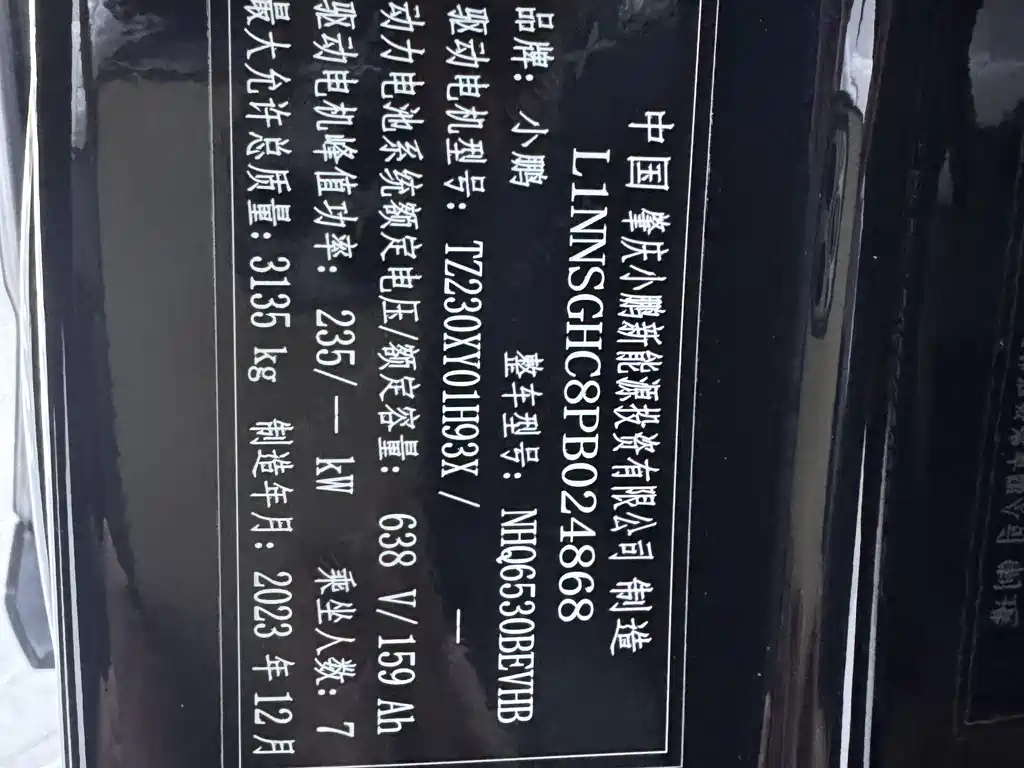 中国 肇庆小鹏新能源投资有限公司 制造
L1NNSGHC8PB024868
品牌：小鹏 整车型号：NHQ6530BEVHB
驱动电机型号：TZ230XY01H93X / —
动力电池系统额定电压/额定容量：638 V/159 Ah
驱动电机峰值功率：235/— kW 乘坐人数：7
最大允许总质量：3135 kg 制造年月：2023 年 12 月